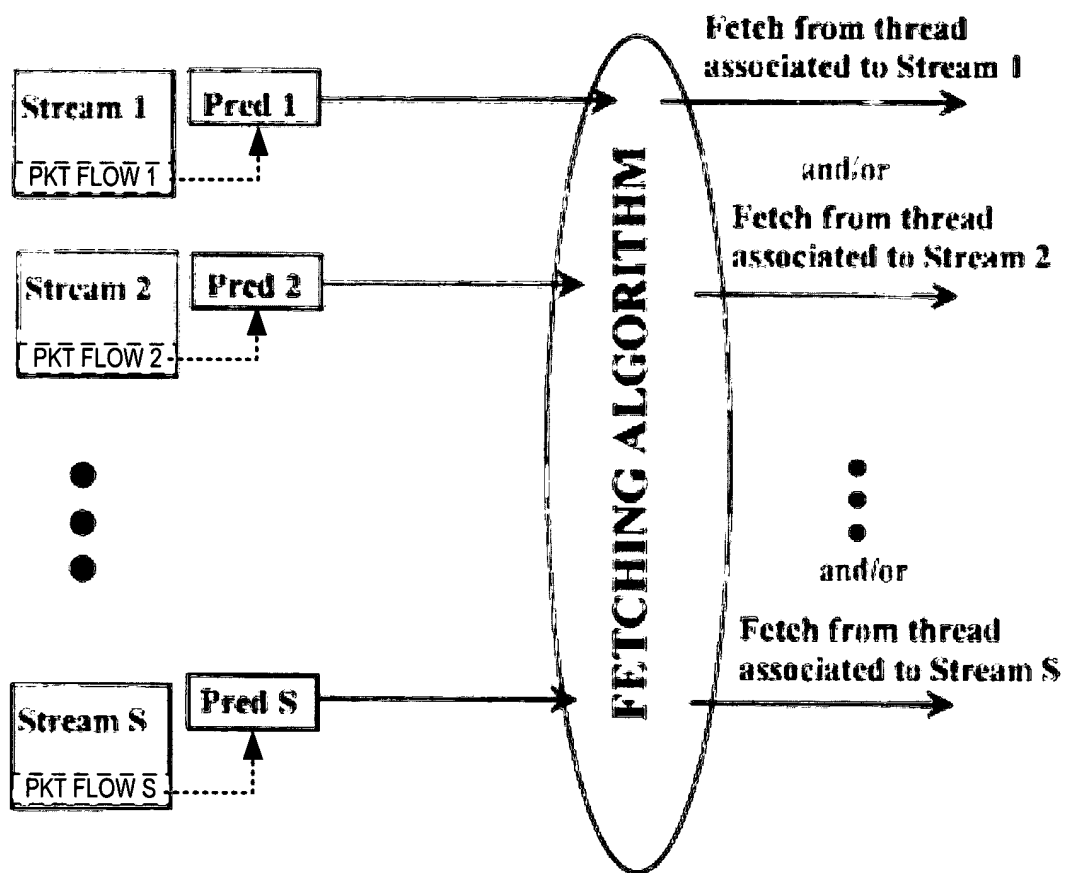 Fetch from thread
associated to Stream 1
Stream 1
Pred 1
PKT FLOW 1
and/or
Fetch from thread
associated to Stream 2
Stream 2
Pred 2
PKT FLOW 2
FETCHING ALGORITHM
and/or
Fetch from thread
associated to Stream S
Stream S
Pred S
PKT FLOW S